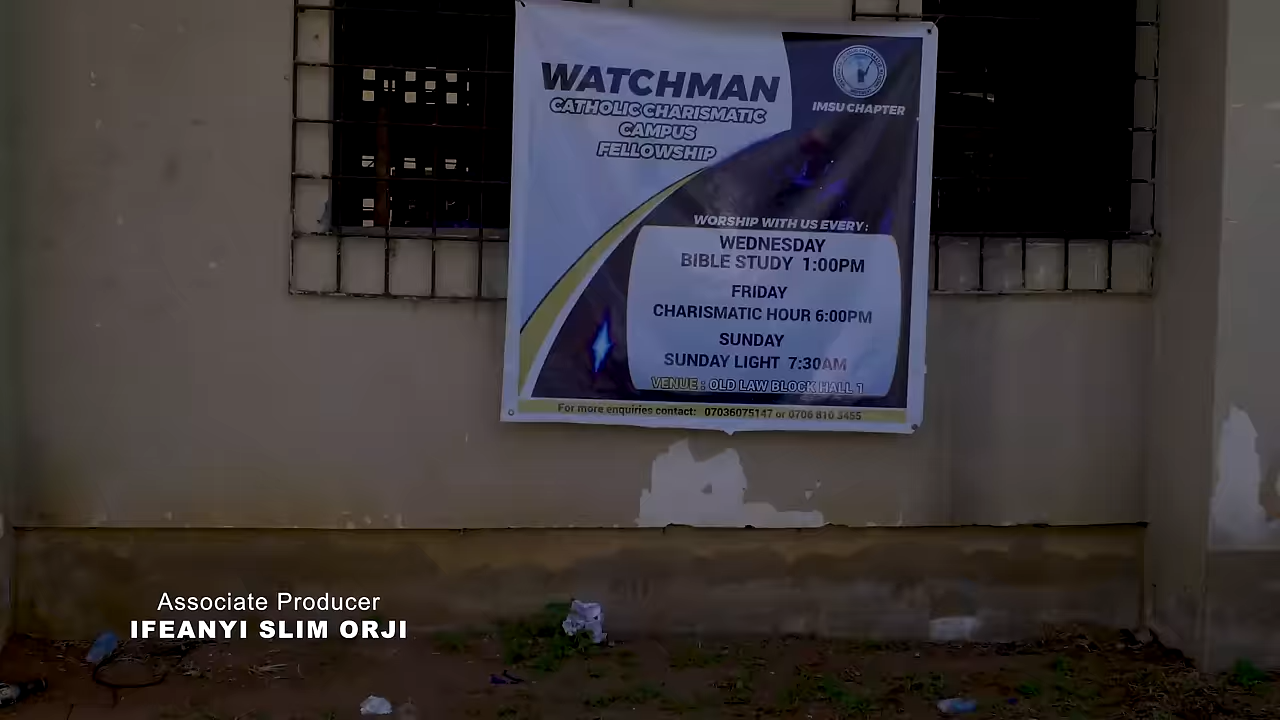 WATCHMAN
CATHOLIC CHARISMATIC
CAMPUS
FELLOWSHIP
IMSU CHAPTER
WORSHIP WITH US EVERY:
WEDNESDAY
BIBLE STUDY 1:00PM
FRIDAY
CHARISMATIC HOUR 6:00PM
SUNDAY
SUNDAY LIGHT 7:30AM
VENUE : OLD LAW BLOCK HALL 1
For more enquiries contact: 07036075147 or 0706 810 3455
Associate Producer
IFEANYI SLIM ORJI